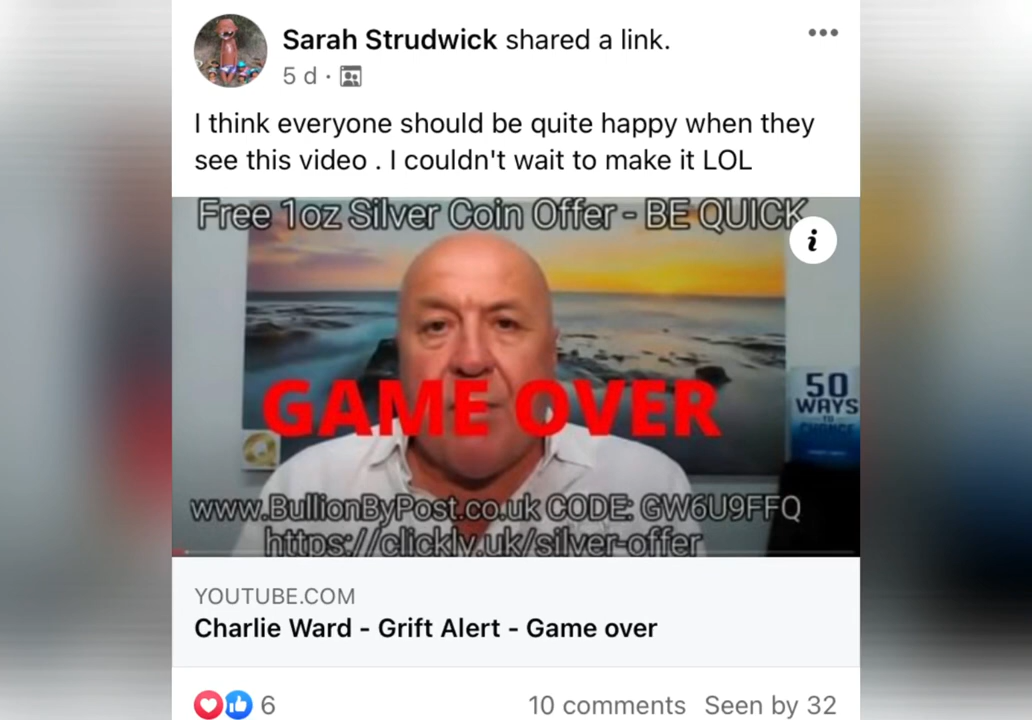 Sarah Strudwick shared a link.
5 d ·
I think everyone should be quite happy when they
see this video . I couldn't wait to make it LOL
Free 1oz Silver Coin Offer - BE QUICK
i
50
WAYS
TO
CHANGE
GAME OVER
www.BullionByPost.co.uk CODE: GW6U9FFQ
https://clickly.uk/silver-offer
YOUTUBE.COM
Charlie Ward - Grift Alert - Game over
6
10 comments Seen by 32